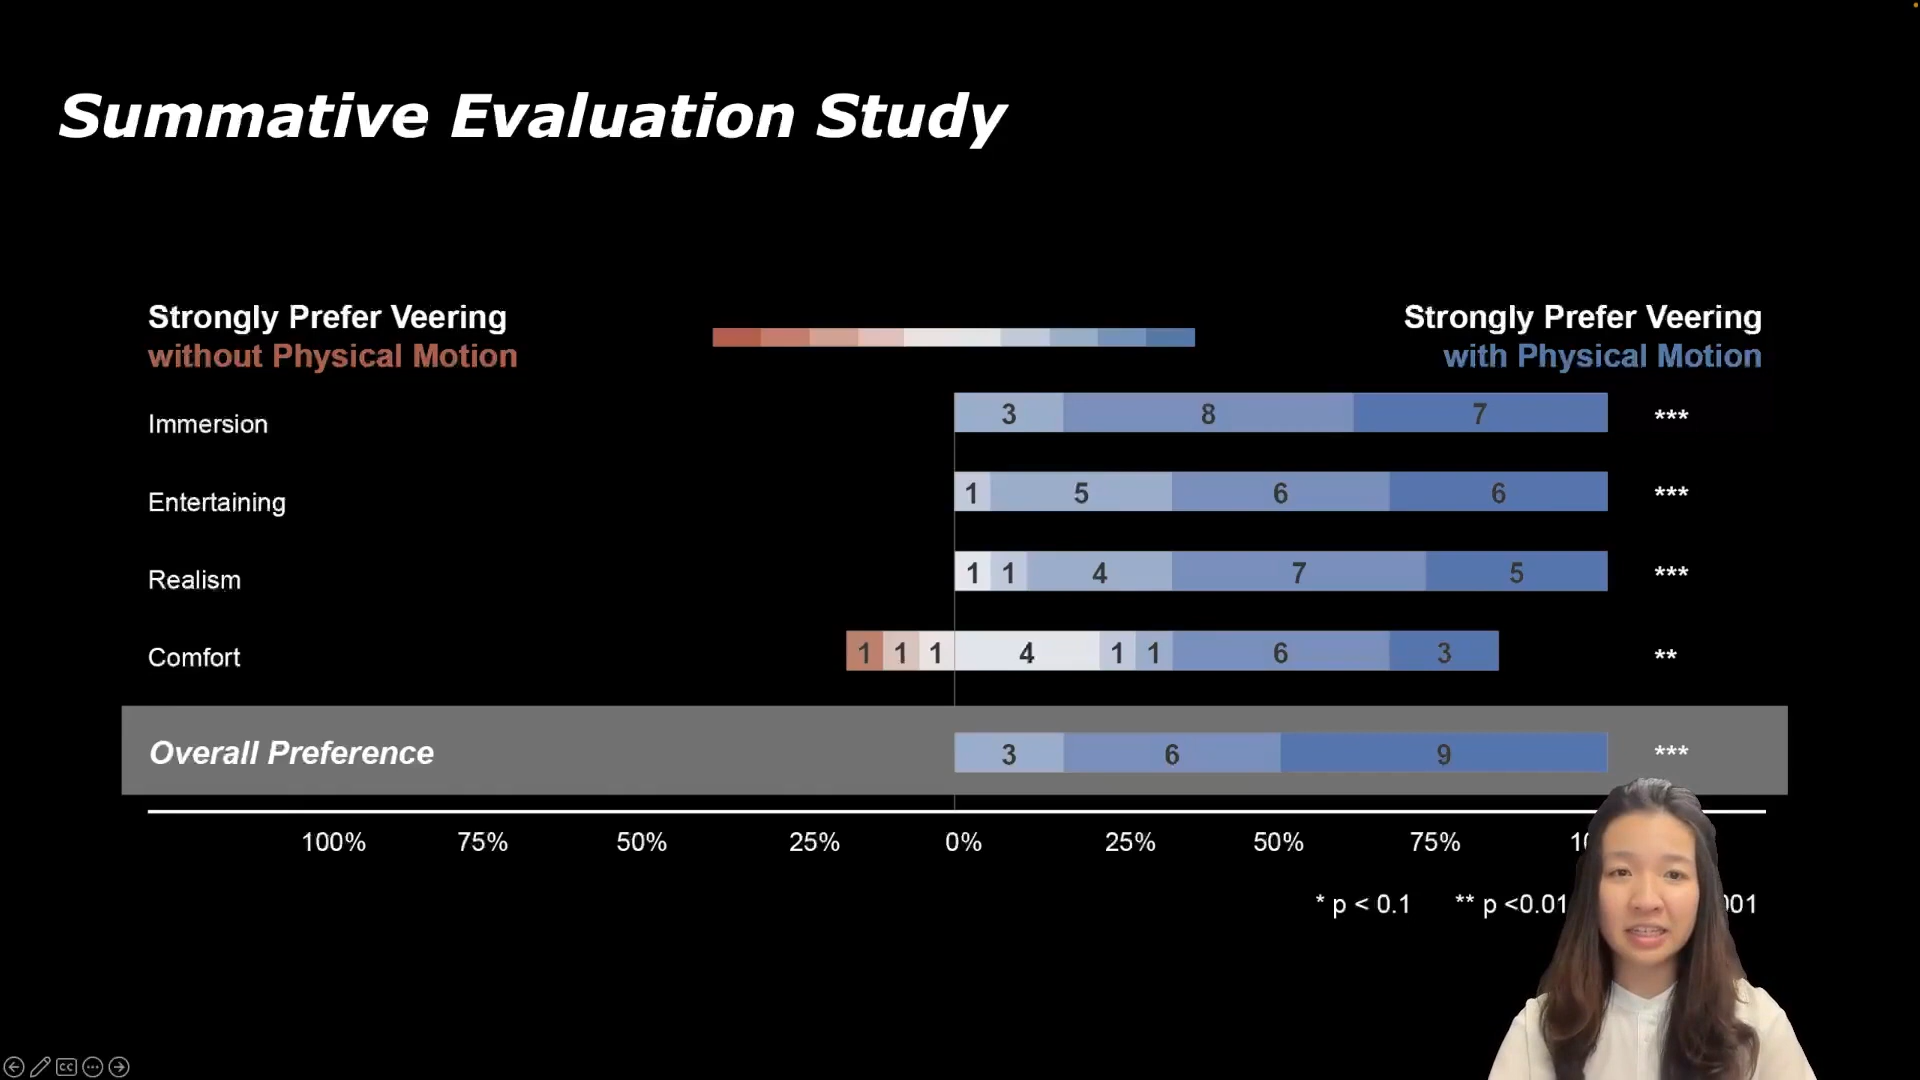 Summative Evaluation Study
Strongly Prefer Veering
without Physical Motion
Strongly Prefer Veering
with Physical Motion
Immersion 3 8 7 ***
Entertaining 1 5 6 6 ***
Realism 1 1 4 7 5 ***
Comfort 1 1 1 4 1 1 6 3 **
Overall Preference 3 6 9 ***
100% 75% 50% 25% 0% 25% 50% 75%
* p < 0.1 ** p <0.01
CC